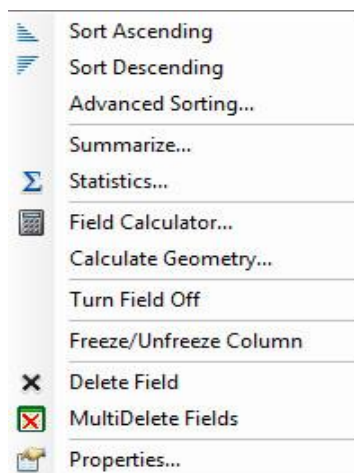 Sort Ascending
Sort Descending
Advanced Sorting...
Summarize...
Statistics...
Field Calculator...
Calculate Geometry...
Turn Field Off
Freeze/Unfreeze Column
Delete Field
MultiDelete Fields
Properties...